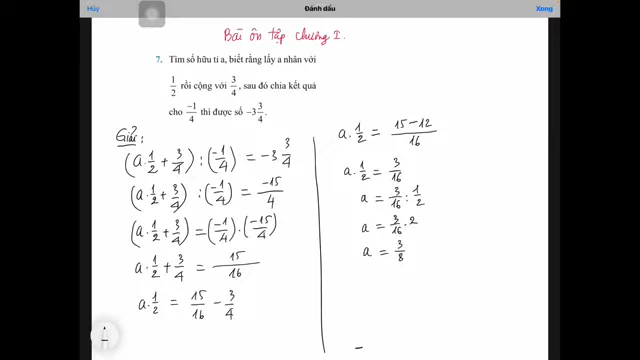 Hủy
Đánh dấu
Xong
Bài ôn tập chương I.
7. Tìm số hữu tỉ a, biết rằng lấy a nhân với
1/2 rồi cộng với 3/4, sau đó chia kết quả
cho -1/4 thì được số -3 3/4.
Giải:
(a·1/2 + 3/4) : (-1/4) = -3 3/4
(a·1/2 + 3/4) : (-1/4) = -15/4
(a·1/2 + 3/4) = (-1/4)·(-15/4)
a·1/2 + 3/4 = 15/16
a·1/2 = 15/16 - 3/4
a·1/2 = 15-12/16
a·1/2 = 3/16
a = 3/16 : 1/2
a = 3/16·2
a = 3/8